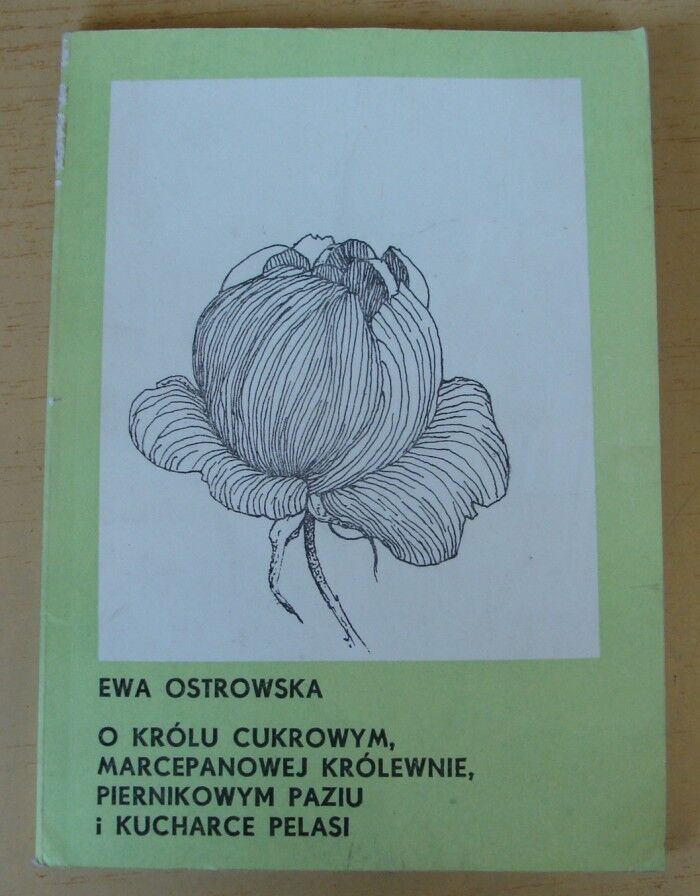 EWA OSTROWSKA
O KRÓLU CUKROWYM,
MARCEPANOWEJ KRÓLEWNIE,
PIERNIKOWYM PAZIU
i KUCHARCE PELASI